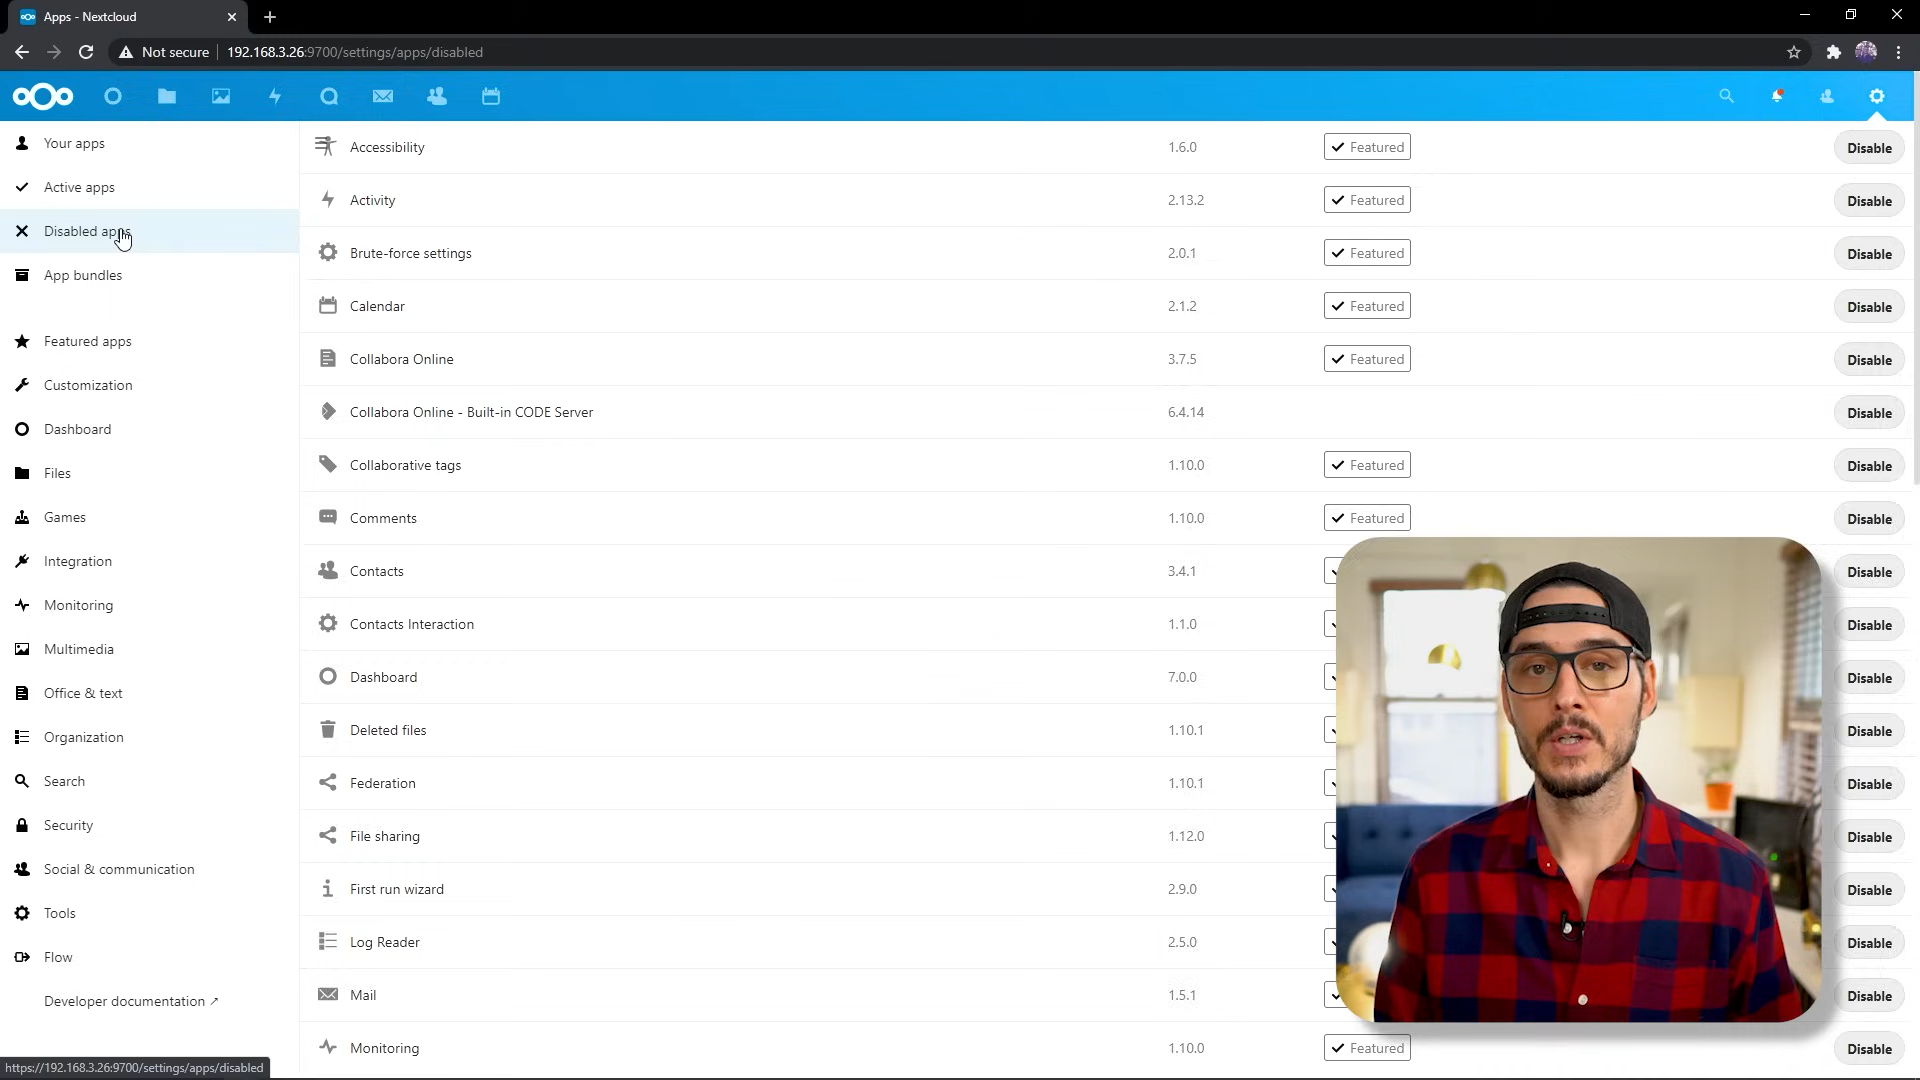 Apps - Nextcloud
Not secure
192.168.3.26:9700/settings/apps/disabled
Your apps
Active apps
Disabled apps
App bundles
Featured apps
Customization
Dashboard
Files
Games
Integration
Monitoring
Multimedia
Office & text
Organization
Search
Security
Social & communication
Tools
Flow
Developer documentation ↗
Accessibility 1.6.0 Featured Disable
Activity 2.13.2 Featured Disable
Brute-force settings 2.0.1 Featured Disable
Calendar 2.1.2 Featured Disable
Collabora Online 3.7.5 Featured Disable
Collabora Online - Built-in CODE Server 6.4.14 Disable
Collaborative tags 1.10.0 Featured Disable
Comments 1.10.0 Featured Disable
Contacts 3.4.1 Disable
Contacts Interaction 1.1.0 Disable
Dashboard 7.0.0 Disable
Deleted files 1.10.1 Disable
Federation 1.10.1 Disable
File sharing 1.12.0 Disable
First run wizard 2.9.0 Disable
Log Reader 2.5.0 Disable
Mail 1.5.1 Disable
Monitoring 1.10.0 Featured Disable
https://192.168.3.26:9700/settings/apps/disabled